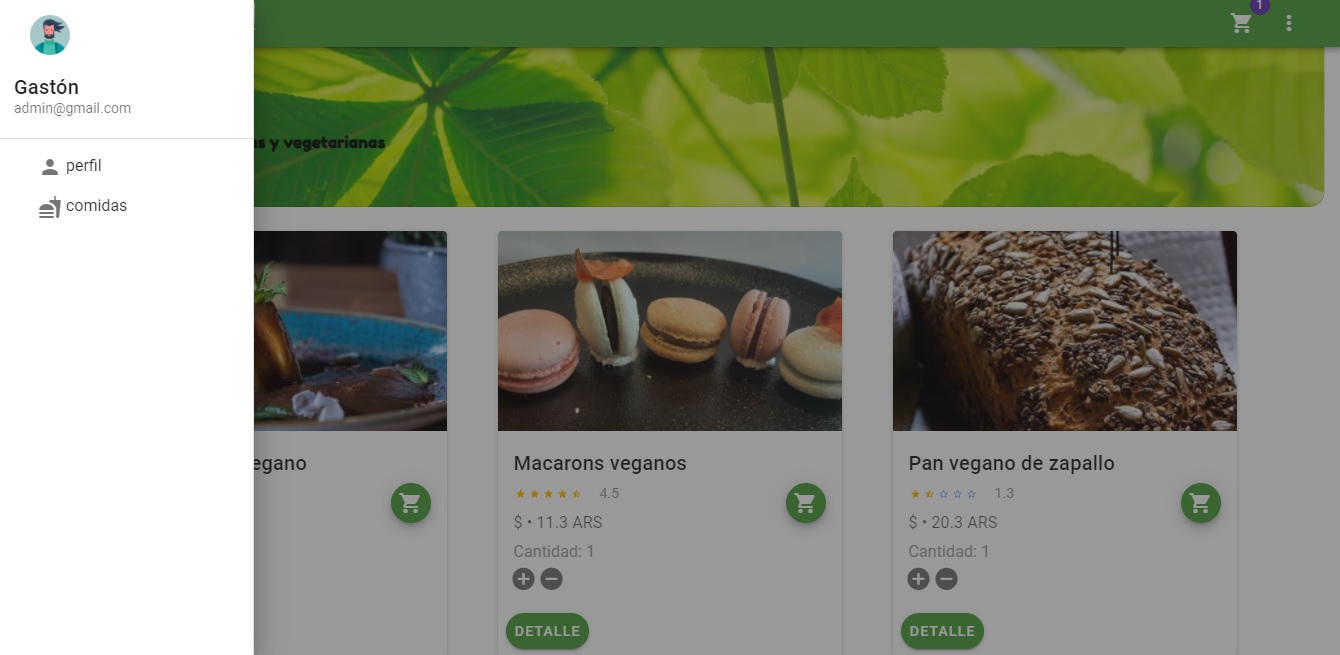 1
Gastón
admin@gmail.com
perfil
comidas
y vegetarianas
Macarons veganos
4.5
$ • 11.3 ARS
Cantidad: 1
DETALLE
Pan vegano de zapallo
1.3
$ • 20.3 ARS
Cantidad: 1
DETALLE